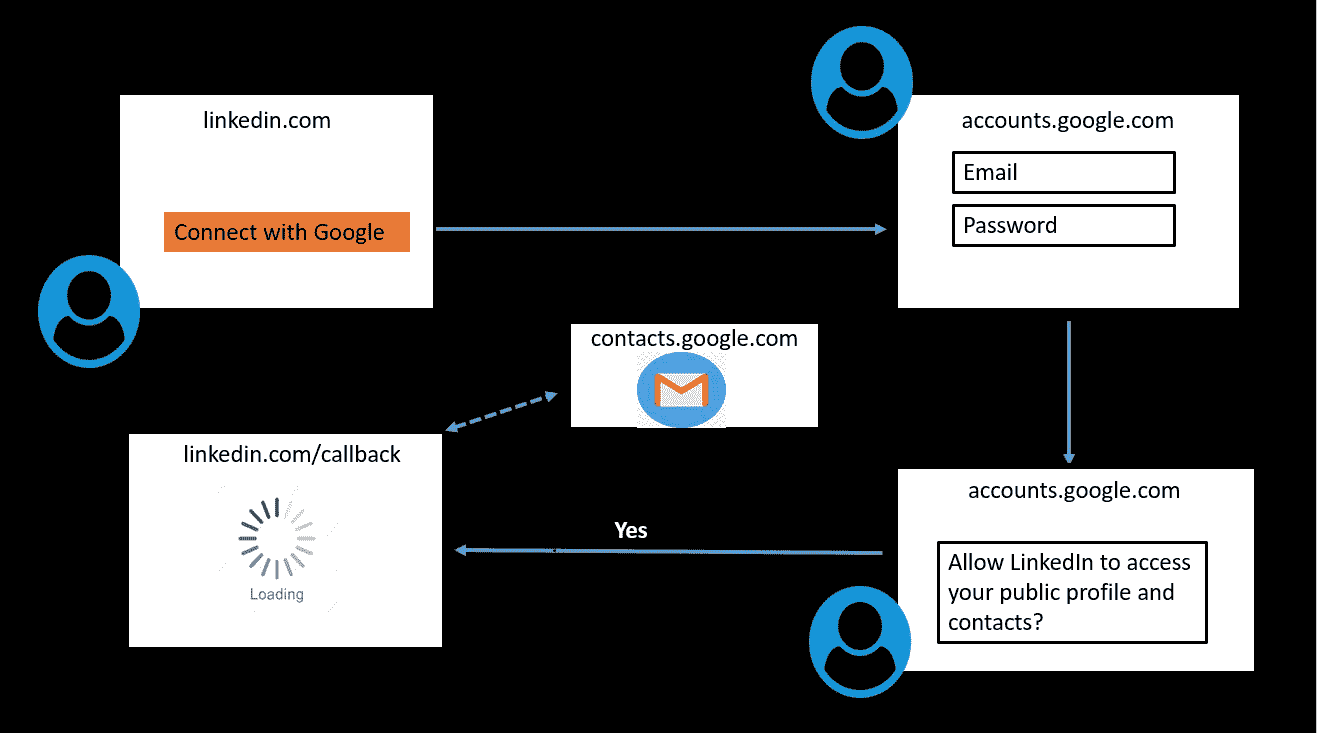 linkedin.com
Connect with Google
accounts.google.com
Email
Password
contacts.google.com
linkedin.com/callback
Loading
Yes
accounts.google.com
Allow LinkedIn to access
your public profile and
contacts?